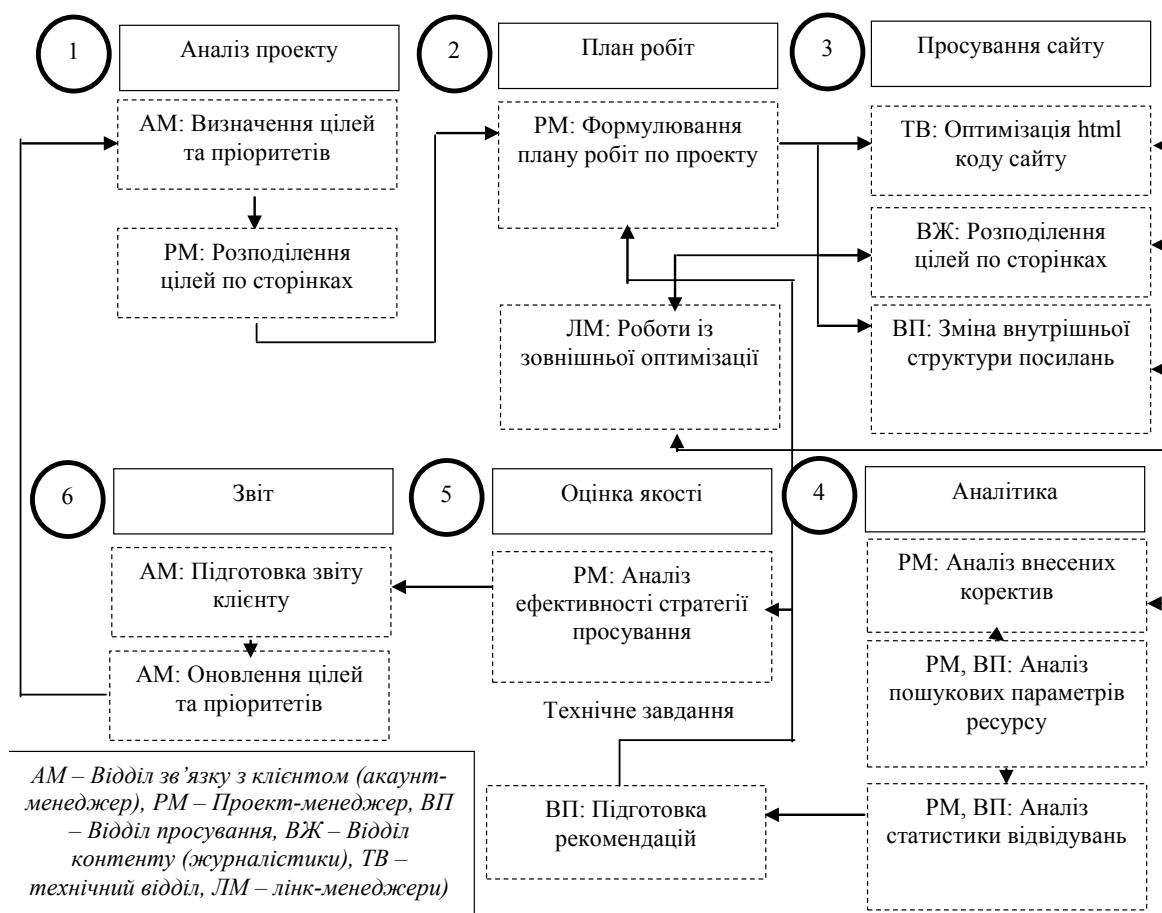 1
Аналіз проекту
АМ: Визначення цілей
та пріоритетів
РМ: Розподілення
цілей по сторінках
2
План робіт
РМ: Формулювання
плану робіт по проекту
ЛМ: Роботи із
зовнішньої оптимізації
3
Просування сайту
ТВ: Оптимізація html
коду сайту
ВЖ: Розподілення
цілей по сторінках
ВП: Зміна внутрішньої
структури посилань
6
Звіт
АМ: Підготовка звіту
клієнту
АМ: Оновлення цілей
та пріоритетів
5
Оцінка якості
РМ: Аналіз
ефективності стратегії
просування
Технічне завдання
ВП: Підготовка
рекомендацій
4
Аналітика
РМ: Аналіз внесених
коректив
РМ, ВП: Аналіз
пошукових параметрів
ресурсу
РМ, ВП: Аналіз
статистики відвідувань
АМ – Відділ зв’язку з клієнтом (акаунт-
менеджер), РМ – Проект-менеджер, ВП
– Відділ просування, ВЖ – Відділ
контенту (журналістики), ТВ –
технічний відділ, ЛМ – лінк-менеджери)